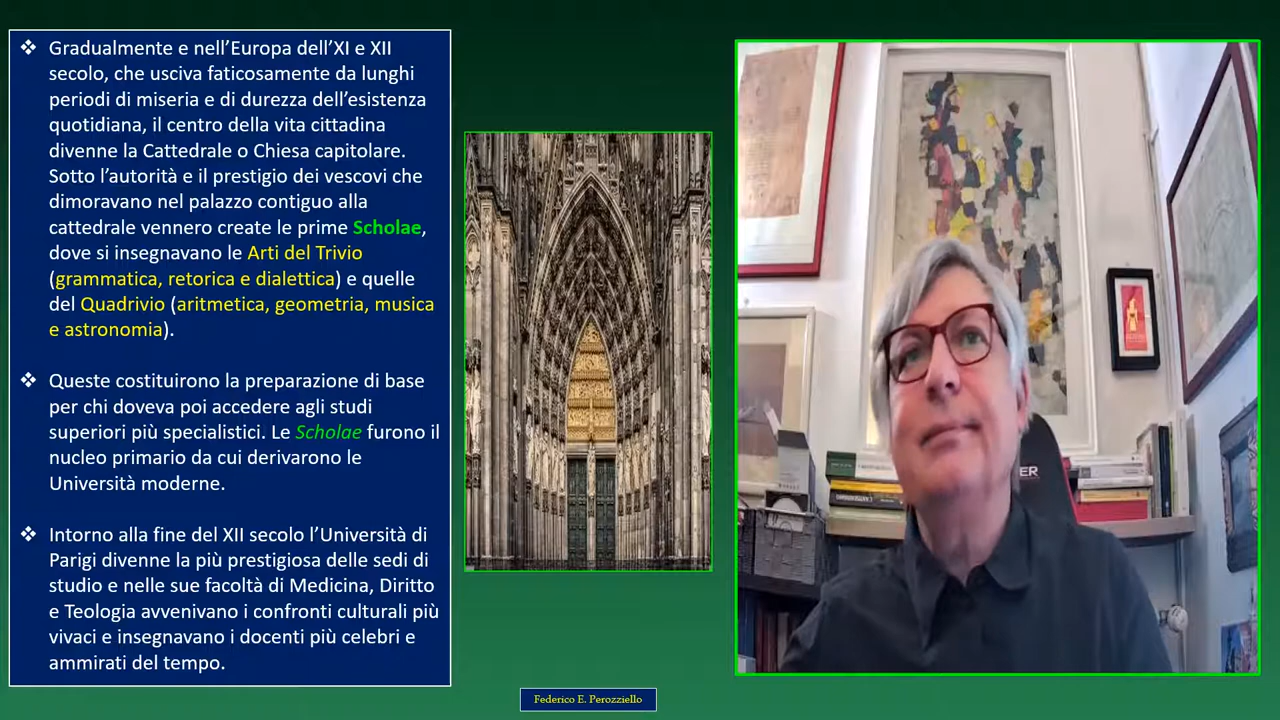 ❖ Gradualmente e nell’Europa dell’XI e XII
secolo, che usciva faticosamente da lunghi
periodi di miseria e di durezza dell’esistenza
quotidiana, il centro della vita cittadina
divenne la Cattedrale o Chiesa capitolare.
Sotto l’autorità e il prestigio dei vescovi che
dimoravano nel palazzo contiguo alla
cattedrale vennero create le prime Scholae,
dove si insegnavano le Arti del Trivio
(grammatica, retorica e dialettica) e quelle
del Quadrivio (aritmetica, geometria, musica
e astronomia).
❖ Queste costituirono la preparazione di base
per chi doveva poi accedere agli studi
superiori più specialistici. Le Scholae furono il
nucleo primario da cui derivarono le
Università moderne.
❖ Intorno alla fine del XII secolo l’Università di
Parigi divenne la più prestigiosa delle sedi di
studio e nelle sue facoltà di Medicina, Diritto
e Teologia avvenivano i confronti culturali più
vivaci e insegnavano i docenti più celebri e
ammirati del tempo.
ER
Federico E. Perozziello